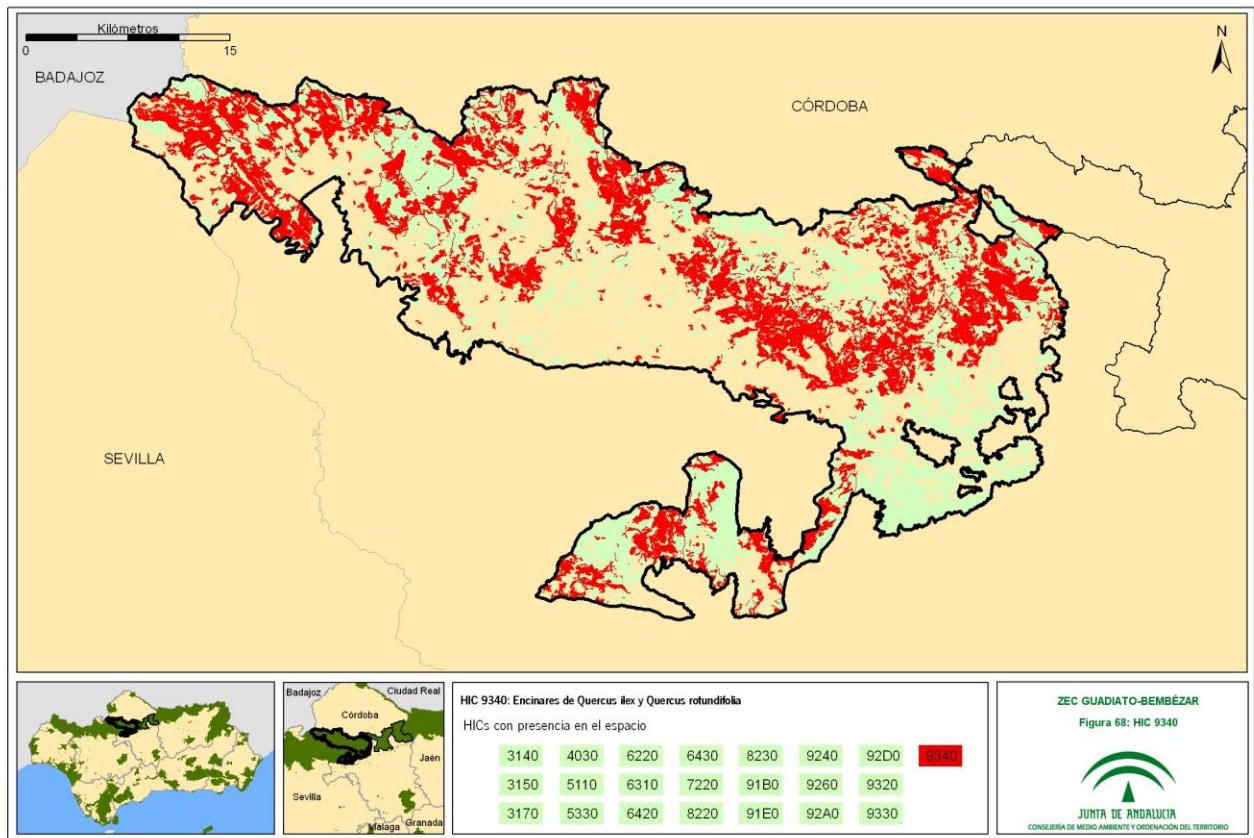 Kilómetros
0 15
N
BADAJOZ
CÓRDOBA
SEVILLA
Badajoz
Ciudad Real
Córdoba
Jaén
Sevilla
Málaga
Granada
HIC 9340: Encinares de Quercus ilex y Quercus rotundifolia
HICs con presencia en el espacio
3140 4030 6220 6430 8230 9240 92D0 9340
3150 5110 6310 7220 91B0 9260 9320
3170 5330 6420 8220 91E0 92A0 9330
ZEC GUADIATO-BEMBÉZAR
Figura 68: HIC 9340
JUNTA DE ANDALUCIA
CONSEJERÍA DE MEDIO AMBIENTE Y ORDENACIÓN DEL TERRITORIO